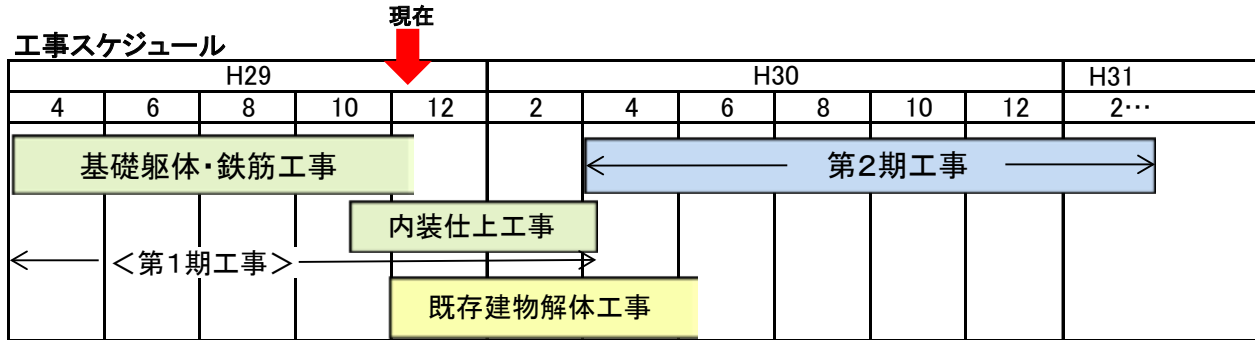 現在
工事スケジュール
H29 H30 H31
4 6 8 10 12 2 4 6 8 10 12 2…
基礎躯体・鉄筋工事
第2期工事
内装仕上工事
＜第1期工事＞
既存建物解体工事